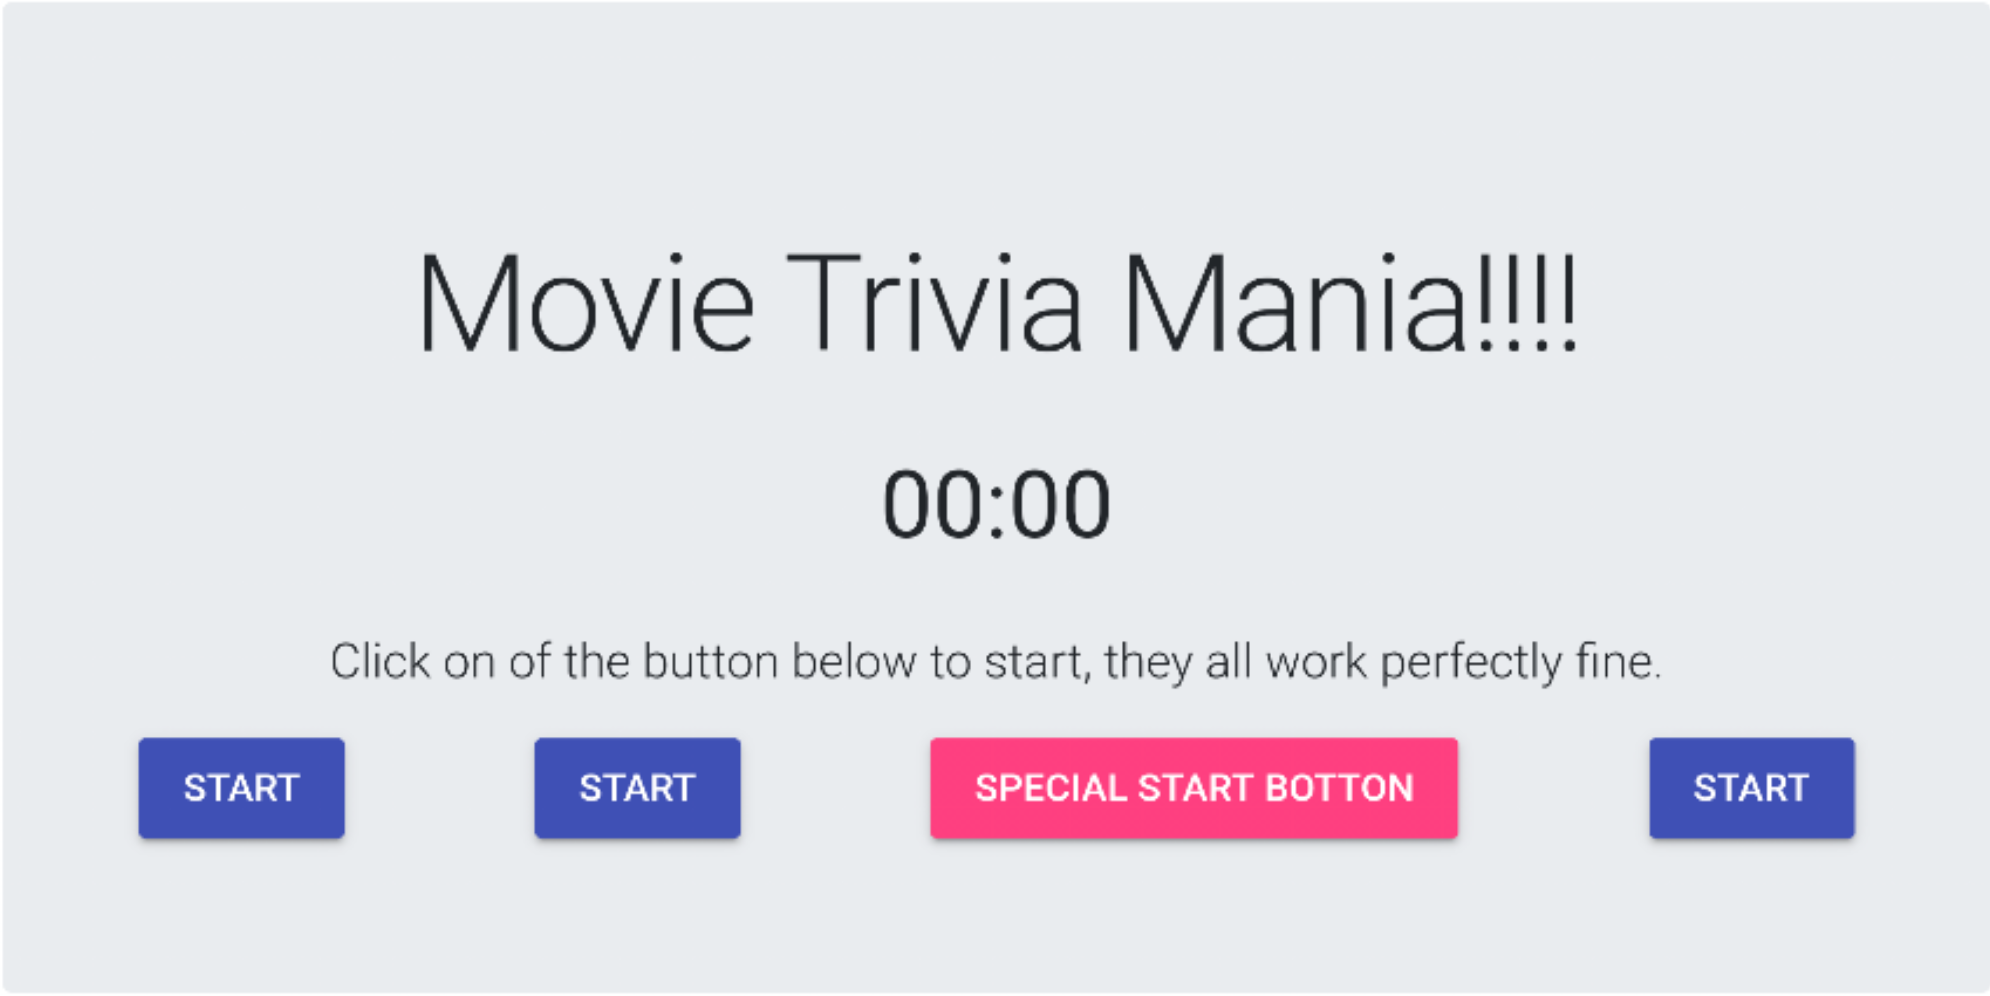 Movie Trivia Mania!!!!
00:00
Click on of the button below to start, they all work perfectly fine.
START START SPECIAL START BOTTON START